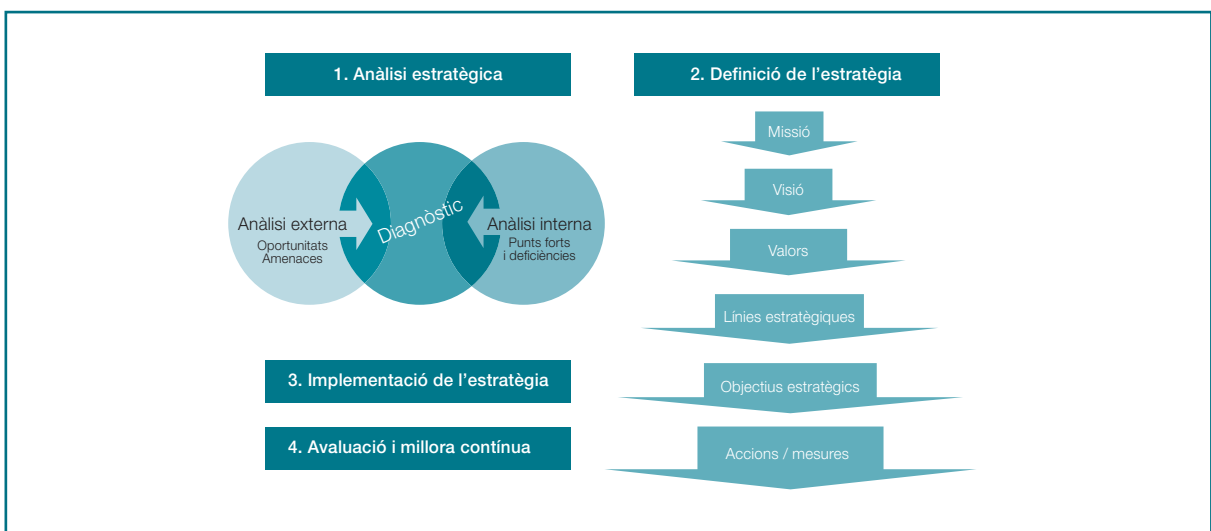 1. Anàlisi estratègica
Anàlisi externa
Oportunitats
Amenaces
Diagnòstic
Anàlisi interna
Punts forts
i deficiències
2. Definició de l’estratègia
Missió
Visió
Valors
Línies estratègiques
Objectius estratègics
Accions / mesures
3. Implementació de l’estratègia
4. Avaluació i millora contínua